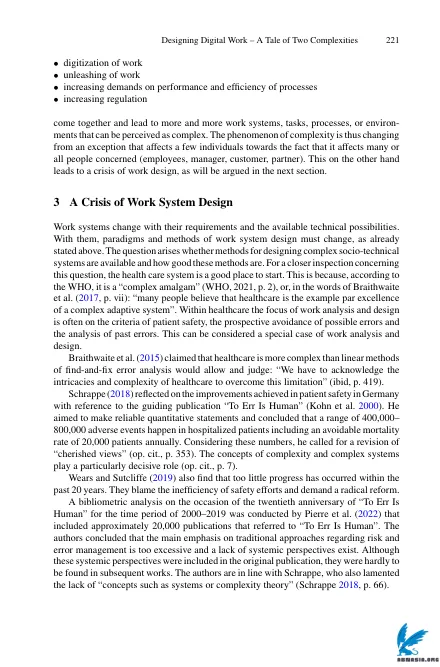 Designing Digital Work – A Tale of Two Complexities 221
• digitization of work
• unleashing of work
• increasing demands on performance and efficiency of processes
• increasing regulation
come together and lead to more and more work systems, tasks, processes, or environ-
ments that can be perceived as complex. The phenomenon of complexity is thus changing
from an exception that affects a few individuals towards the fact that it affects many or
all people concerned (employees, manager, customer, partner). This on the other hand
leads to a crisis of work design, as will be argued in the next section.
3 A Crisis of Work System Design
Work systems change with their requirements and the available technical possibilities.
With them, paradigms and methods of work system design must change, as already
stated above. The question arises whether methods for designing complex socio-technical
systems are available and how good these methods are. For a closer inspection concerning
this question, the health care system is a good place to start. This is because, according to
the WHO, it is a “complex amalgam” (WHO, 2021, p. 2), or, in the words of Braithwaite
et al. (2017, p. vii): “many people believe that healthcare is the example par excellence
of a complex adaptive system”. Within healthcare the focus of work analysis and design
is often on the criteria of patient safety, the prospective avoidance of possible errors and
the analysis of past errors. This can be considered a special case of work analysis and
design.
Braithwaite et al. (2015) claimed that healthcare is more complex than linear methods
of find-and-fix error analysis would allow and judge: “We have to acknowledge the
intricacies and complexity of healthcare to overcome this limitation” (ibid, p. 419).
Schrappe (2018) reflected on the improvements achieved in patient safety in Germany
with reference to the guiding publication “To Err Is Human” (Kohn et al. 2000). He
aimed to make reliable quantitative statements and concluded that a range of 400,000–
800,000 adverse events happen in hospitalized patients including an avoidable mortality
rate of 20,000 patients annually. Considering these numbers, he called for a revision of
“cherished views” (op. cit., p. 353). The concepts of complexity and complex systems
play a particularly decisive role (op. cit., p. 7).
Wears and Sutcliffe (2019) also find that too little progress has occurred within the
past 20 years. They blame the inefficiency of safety efforts and demand a radical reform.
A bibliometric analysis on the occasion of the twentieth anniversary of “To Err Is
Human” for the time period of 2000–2019 was conducted by Pierre et al. (2022) that
included approximately 20,000 publications that referred to “To Err Is Human”. The
authors concluded that the main emphasis on traditional approaches regarding risk and
error management is too excessive and a lack of systemic perspectives exist. Although
these systemic perspectives were included in the original publication, they were hardly to
be found in subsequent works. The authors are in line with Schrappe, who also lamented
the lack of “concepts such as systems or complexity theory” (Schrappe 2018, p. 66).